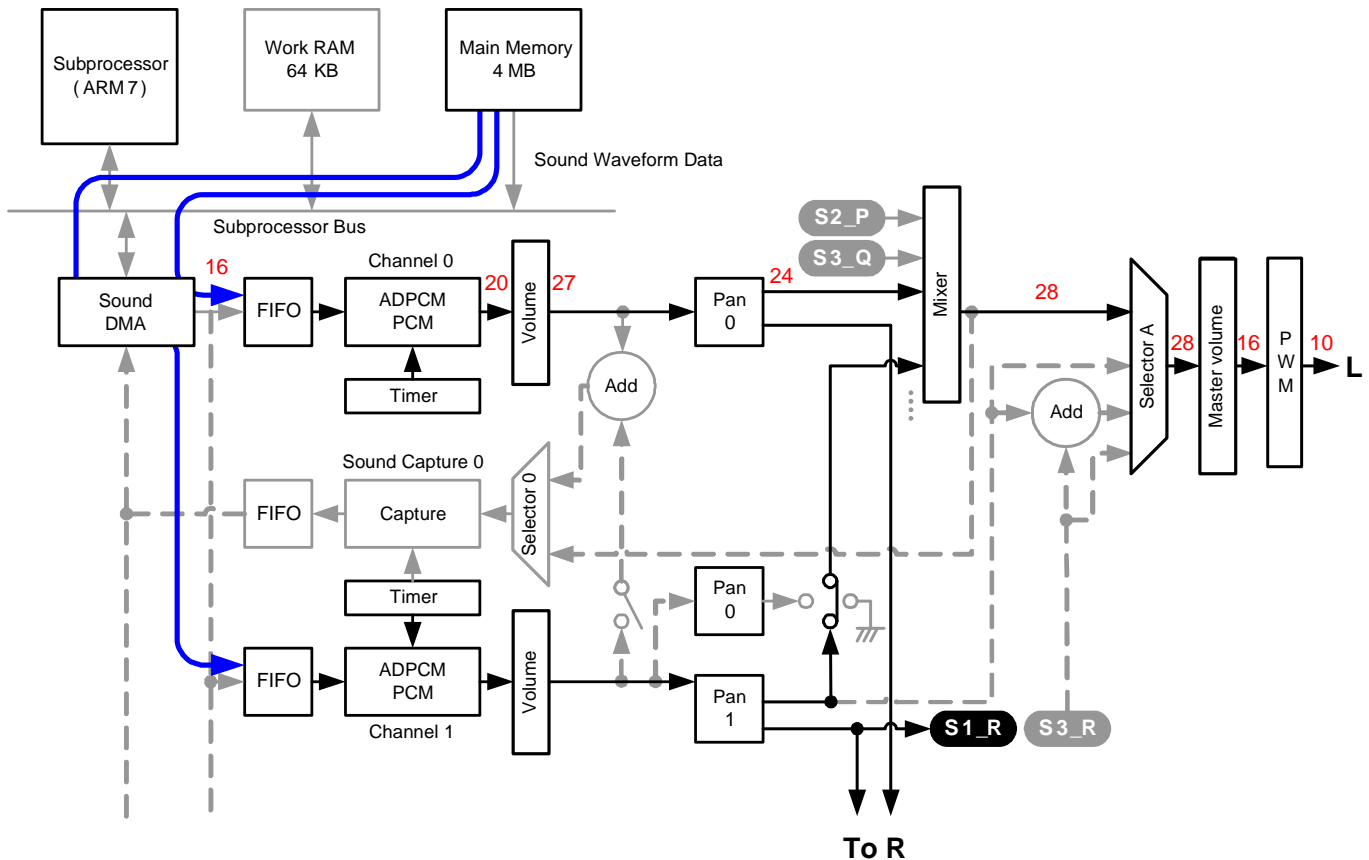 Subprocessor
( ARM 7 )
Work RAM
64 KB
Main Memory
4 MB
Sound Waveform Data
Subprocessor Bus
Sound
DMA
16
FIFO
Channel 0
ADPCM
PCM
Timer
20
Volume
27
Add
Pan
0
24
S2_P
S3_Q
Mixer
28
Selector A
28
Master volume
16
PWM
10
L
Add
Sound Capture 0
FIFO
Capture
Selector 0
Timer
Pan
0
FIFO
ADPCM
PCM
Channel 1
Volume
Pan
1
S1_R
S3_R
To R